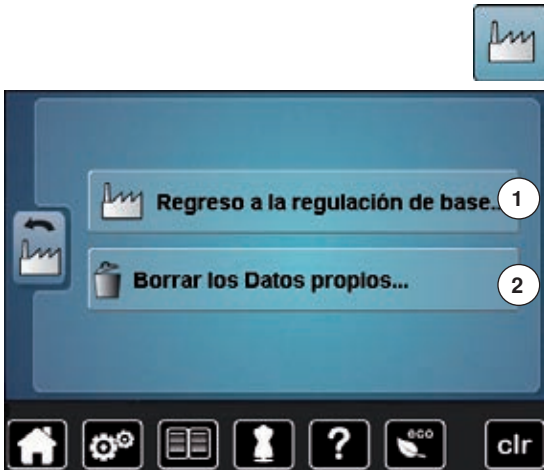 Regreso a la regulación de base..
1
Borrar los Datos propios...
2
? eco clr